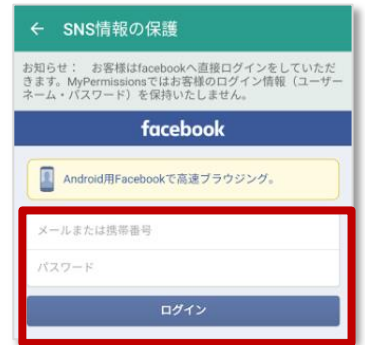 ← SNS情報の保護
お知らせ： お客様はfacebookへ直接ログインをしていただ
きます。MyPermissionsではお客様のログイン情報（ユーザー
ネーム・パスワード）を保持いたしません。
facebook
Android用Facebookで高速ブラウジング。
メールまたは携帯番号
パスワード
ログイン